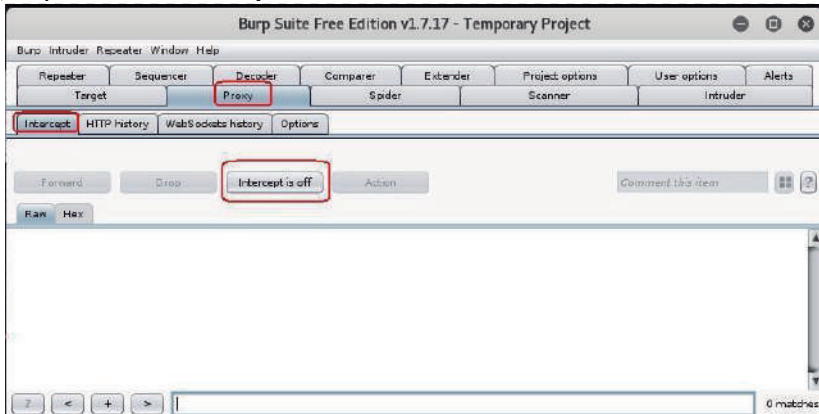 Burp Suite Free Edition v1.7.17 - Temporary Project
Burp Intruder Repeater Window Help
Repeater Sequencer Decoder Comparer Extender Project options User options Alerts
Target Proxy Spider Scanner Intruder
Intercept HTTP history WebSockets history Options
Forward Drop Intercept is off Action Comment this item ?
Raw Hex
? < + > 0 matches